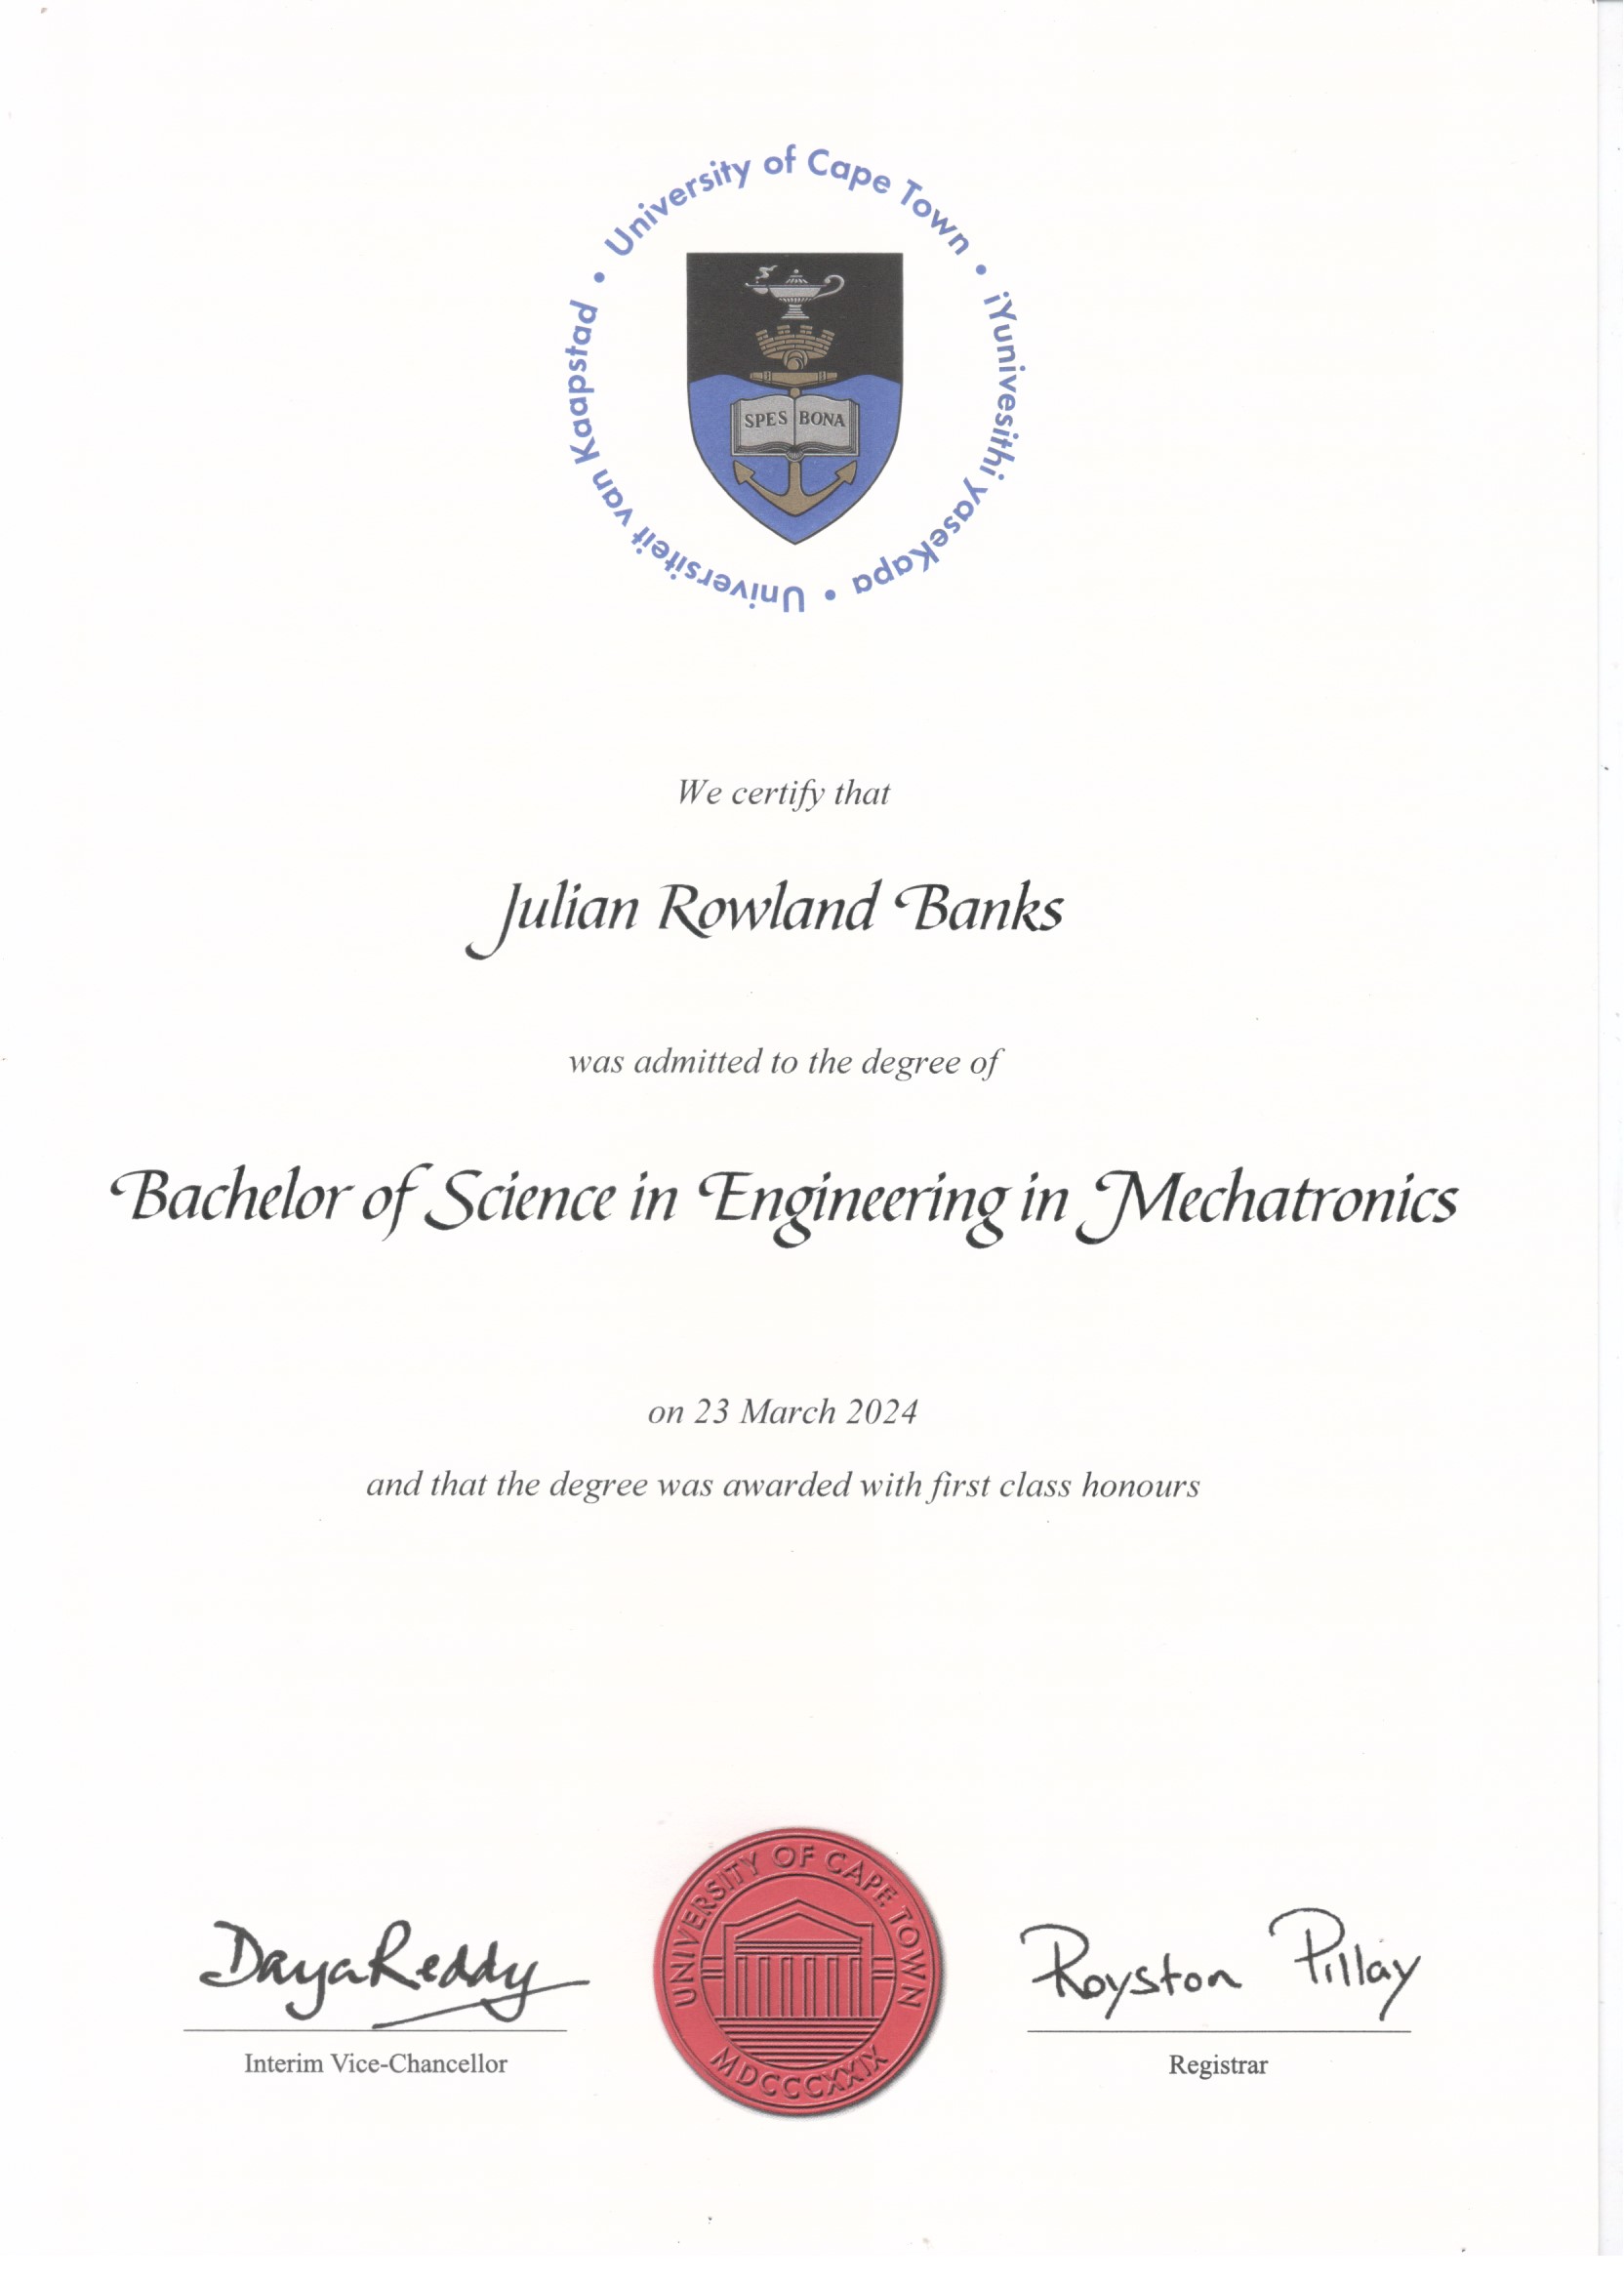 University of Cape Town • iYunivesithi yaseKapa • Universiteit van Kaapstad •
SPES BONA
We certify that
Julian Rowland Banks
was admitted to the degree of
Bachelor of Science in Engineering in Mechatronics
on 23 March 2024
and that the degree was awarded with first class honours
DayaReddy
Royston Pillay
UNIVERSITY OF CAPE TOWN
MDCCCXXIX
Interim Vice-Chancellor
Registrar